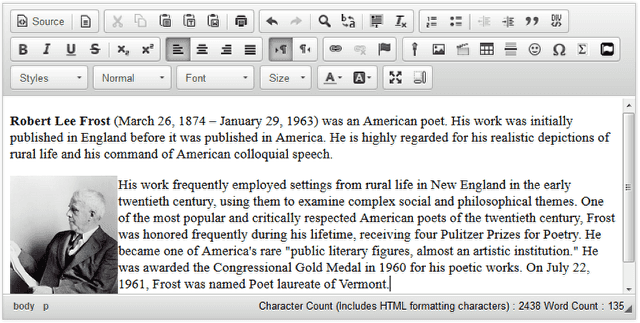 Source
B I S x₂ x²
Styles Normal Font Size A A
Robert Lee Frost (March 26, 1874 – January 29, 1963) was an American poet. His work was initially
published in England before it was published in America. He is highly regarded for his realistic depictions of
rural life and his command of American colloquial speech.
His work frequently employed settings from rural life in New England in the early
twentieth century, using them to examine complex social and philosophical themes. One
of the most popular and critically respected American poets of the twentieth century, Frost
was honored frequently during his lifetime, receiving four Pulitzer Prizes for Poetry. He
became one of America's rare "public literary figures, almost an artistic institution." He
was awarded the Congressional Gold Medal in 1960 for his poetic works. On July 22,
1961, Frost was named Poet laureate of Vermont.
body p Character Count (Includes HTML formatting characters) : 2438 Word Count : 135